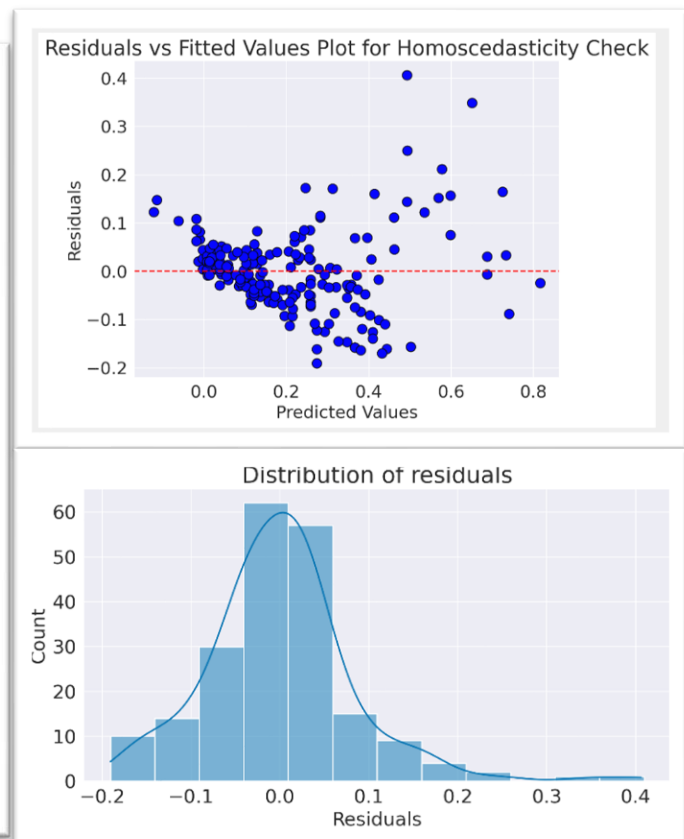 Residuals vs Fitted Values Plot for Homoscedasticity Check
0.4
0.3
0.2
0.1
0.0
−0.1
−0.2
Residuals
0.0 0.2 0.4 0.6 0.8
Predicted Values
Distribution of residuals
60
50
40
30
20
10
0
Count
−0.2 −0.1 0.0 0.1 0.2 0.3 0.4
Residuals